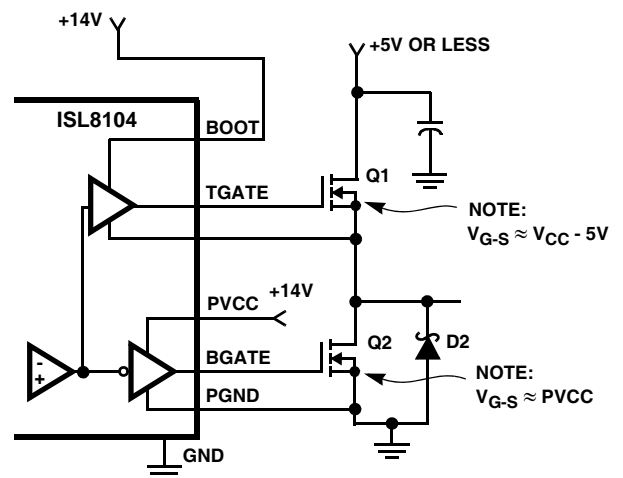 +14V
+5V OR LESS
ISL8104
BOOT
TGATE
Q1
NOTE:
VG-S ≈ VCC - 5V
PVCC
+14V
BGATE
Q2
D2
PGND
NOTE:
VG-S ≈ PVCC
-
+
GND